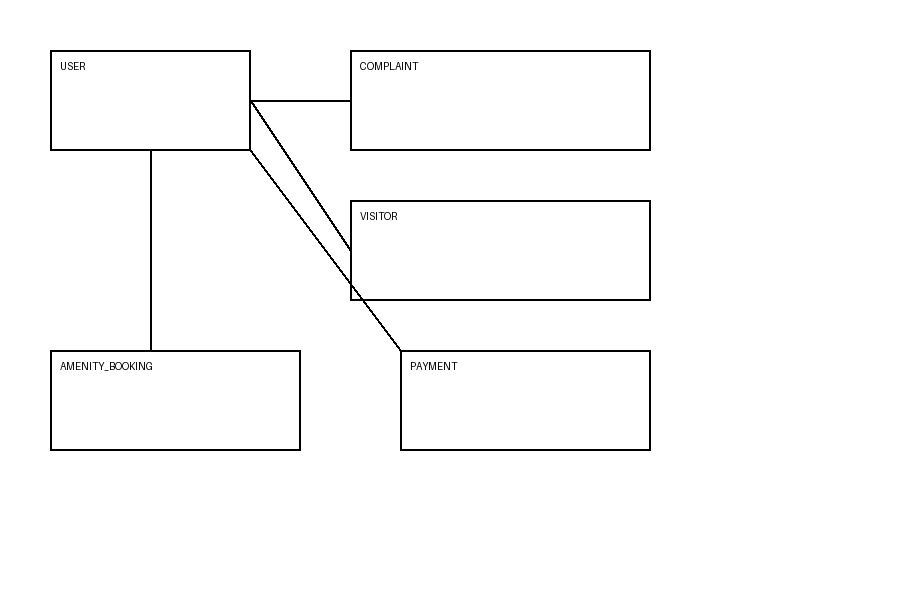 USER
COMPLAINT
VISITOR
AMENITY_BOOKING
PAYMENT